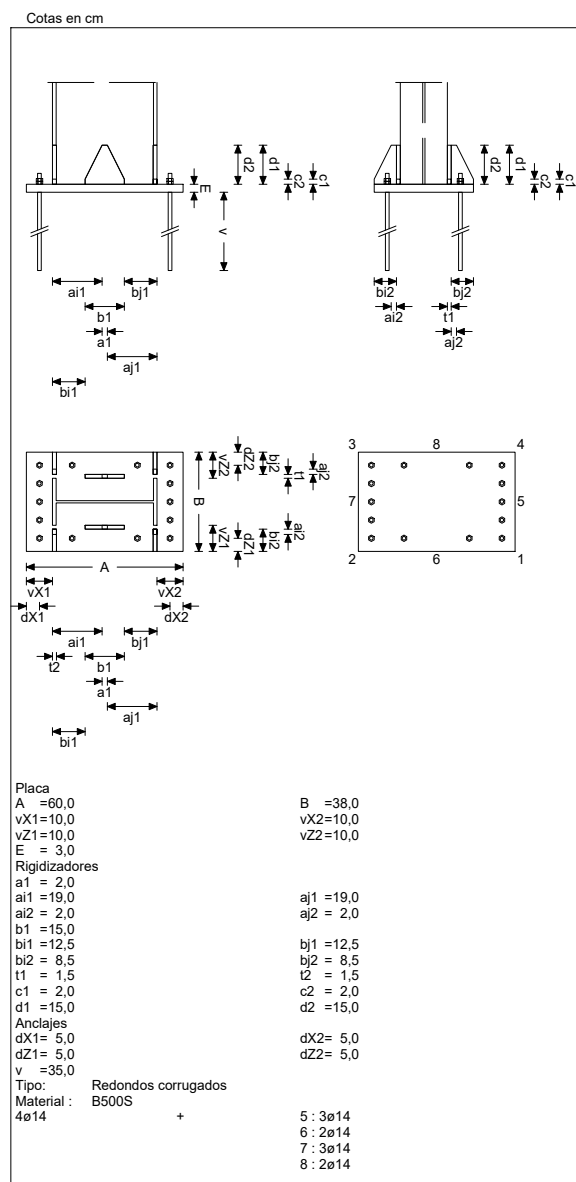 Cotas en cm
d2 d1 c2 c1
E
v
ai1 bj1
b1
a1
aj1
bi1
d2 d1 c2 c1
bi2 bj2
ai2 t1
aj2
vZ2 dZ2 bj2 t1 aj2
B
vZ1 dZ1 bi2 ai2
A
vX1 vX2
dX1 dX2
ai1 bj1
t2 b1
a1
aj1
bi1
3 8 4
7 5
2 6 1
Placa
A =60,0 B =38,0
vX1=10,0 vX2=10,0
vZ1=10,0 vZ2=10,0
E = 3,0
Rigidizadores
a1 = 2,0
ai1 =19,0 aj1 =19,0
ai2 = 2,0 aj2 = 2,0
b1 =15,0
bi1 =12,5 bj1 =12,5
bi2 = 8,5 bj2 = 8,5
t1 = 1,5 t2 = 1,5
c1 = 2,0 c2 = 2,0
d1 =15,0 d2 =15,0
Anclajes
dX1= 5,0 dX2= 5,0
dZ1= 5,0 dZ2= 5,0
v =35,0
Tipo: Redondos corrugados
Material : B500S
4ø14 + 5 : 3ø14
6 : 2ø14
7 : 3ø14
8 : 2ø14